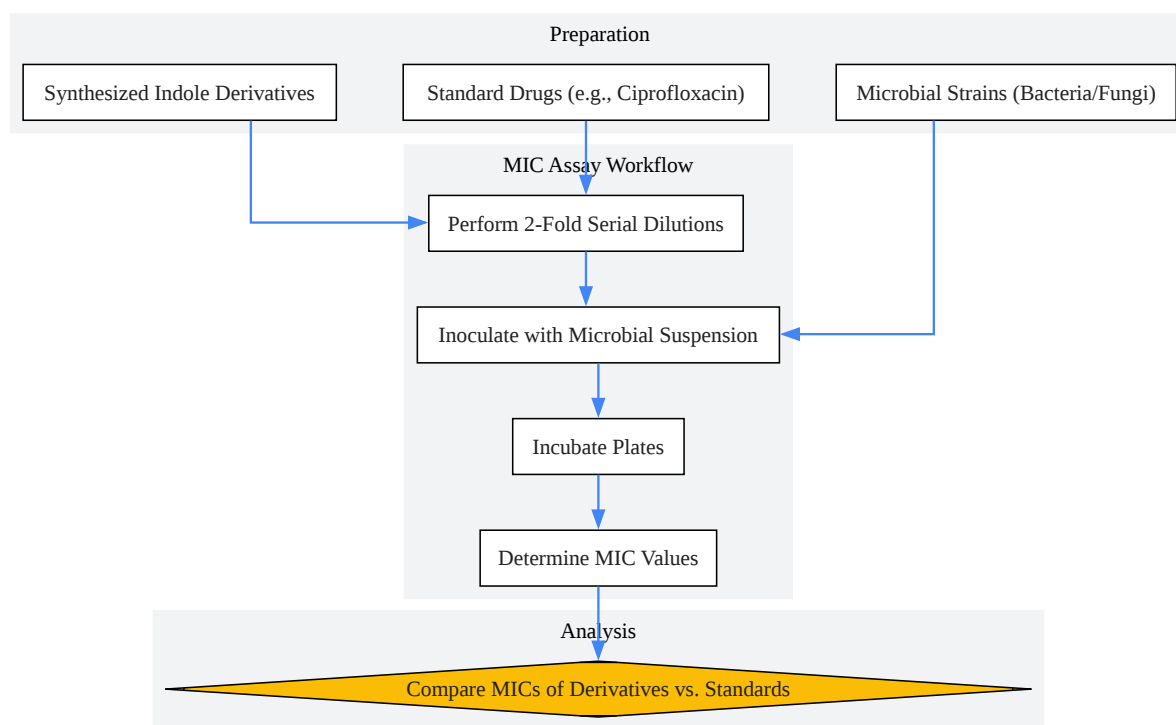 Preparation
Synthesized Indole Derivatives
Standard Drugs (e.g., Ciprofloxacin)
Microbial Strains (Bacteria/Fungi)
MIC Assay Workflow
Perform 2-Fold Serial Dilutions
Inoculate with Microbial Suspension
Incubate Plates
Determine MIC Values
Analysis
Compare MICs of Derivatives vs. Standards